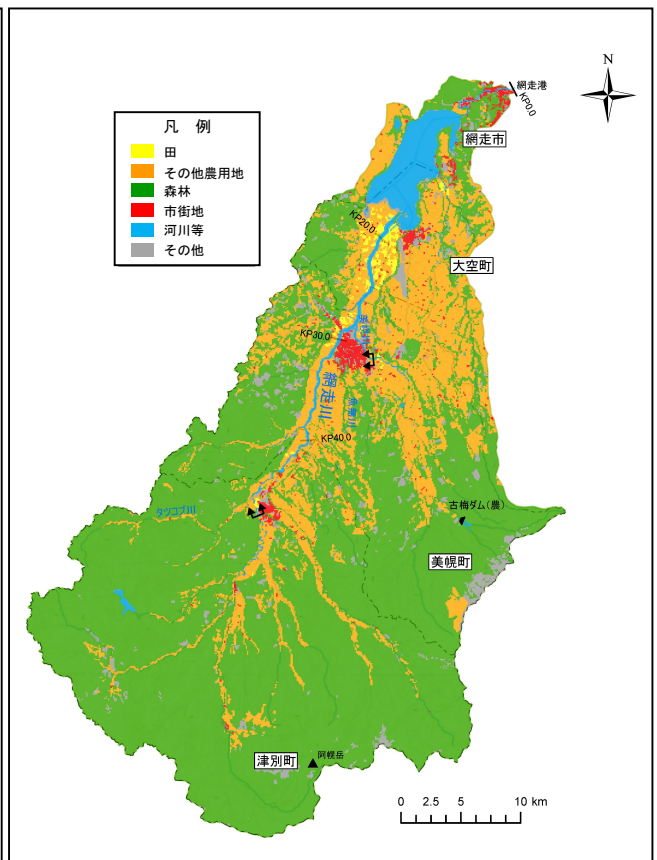 N
網走港
KP0.0
凡 例
田
その他農用地
森林
市街地
河川等
その他
網走市
KP20.0
大空町
KP30.0
網走川
KP40.0
タツコブ川
古梅ダム(農)
美幌町
津別町
阿幌岳
0 2.5 5 10 km